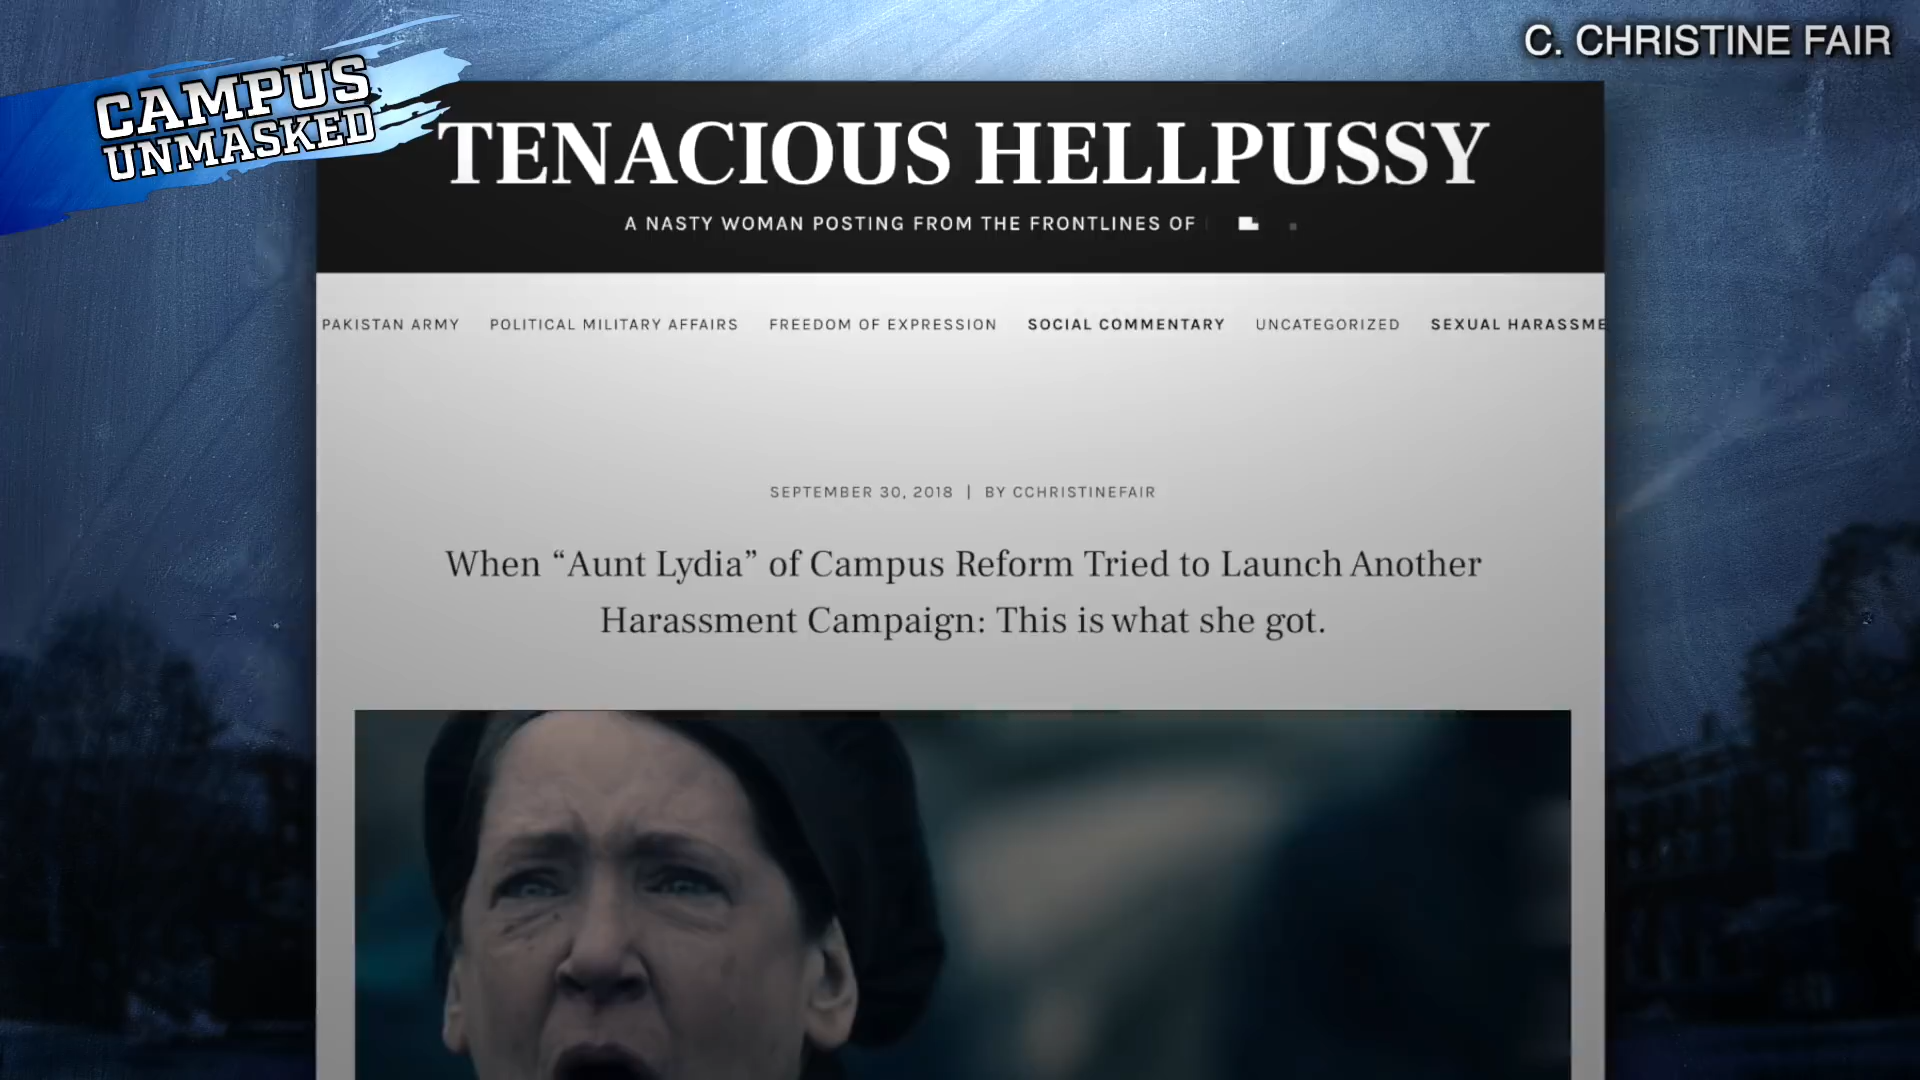 C. CHRISTINE FAIR
CAMPUS
UNMASKED
TENACIOUS HELLPUSSY
A NASTY WOMAN POSTING FROM THE FRONTLINES OF
PAKISTAN ARMY POLITICAL MILITARY AFFAIRS FREEDOM OF EXPRESSION SOCIAL COMMENTARY UNCATEGORIZED SEXUAL HARASSME
SEPTEMBER 30, 2018 | BY CCHRISTINEFAIR
When “Aunt Lydia” of Campus Reform Tried to Launch Another
Harassment Campaign: This is what she got.